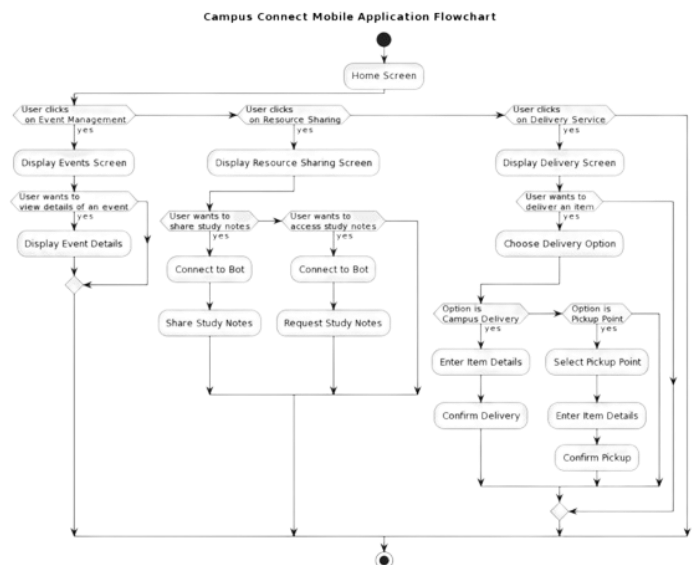 Campus Connect Mobile Application Flowchart
Home Screen
User clicks
on Event Management
yes
User clicks
on Resource Sharing
yes
User clicks
on Delivery Service
yes
Display Events Screen
Display Resource Sharing Screen
Display Delivery Screen
User wants to
view details of an event
yes
User wants to
deliver an item
yes
User wants to
share study notes
yes
User wants to
access study notes
yes
Display Event Details
Choose Delivery Option
Connect to Bot
Connect to Bot
Share Study Notes
Request Study Notes
Option is
Campus Delivery
yes
Option is
Pickup Point
yes
Enter Item Details
Select Pickup Point
Confirm Delivery
Enter Item Details
Confirm Pickup